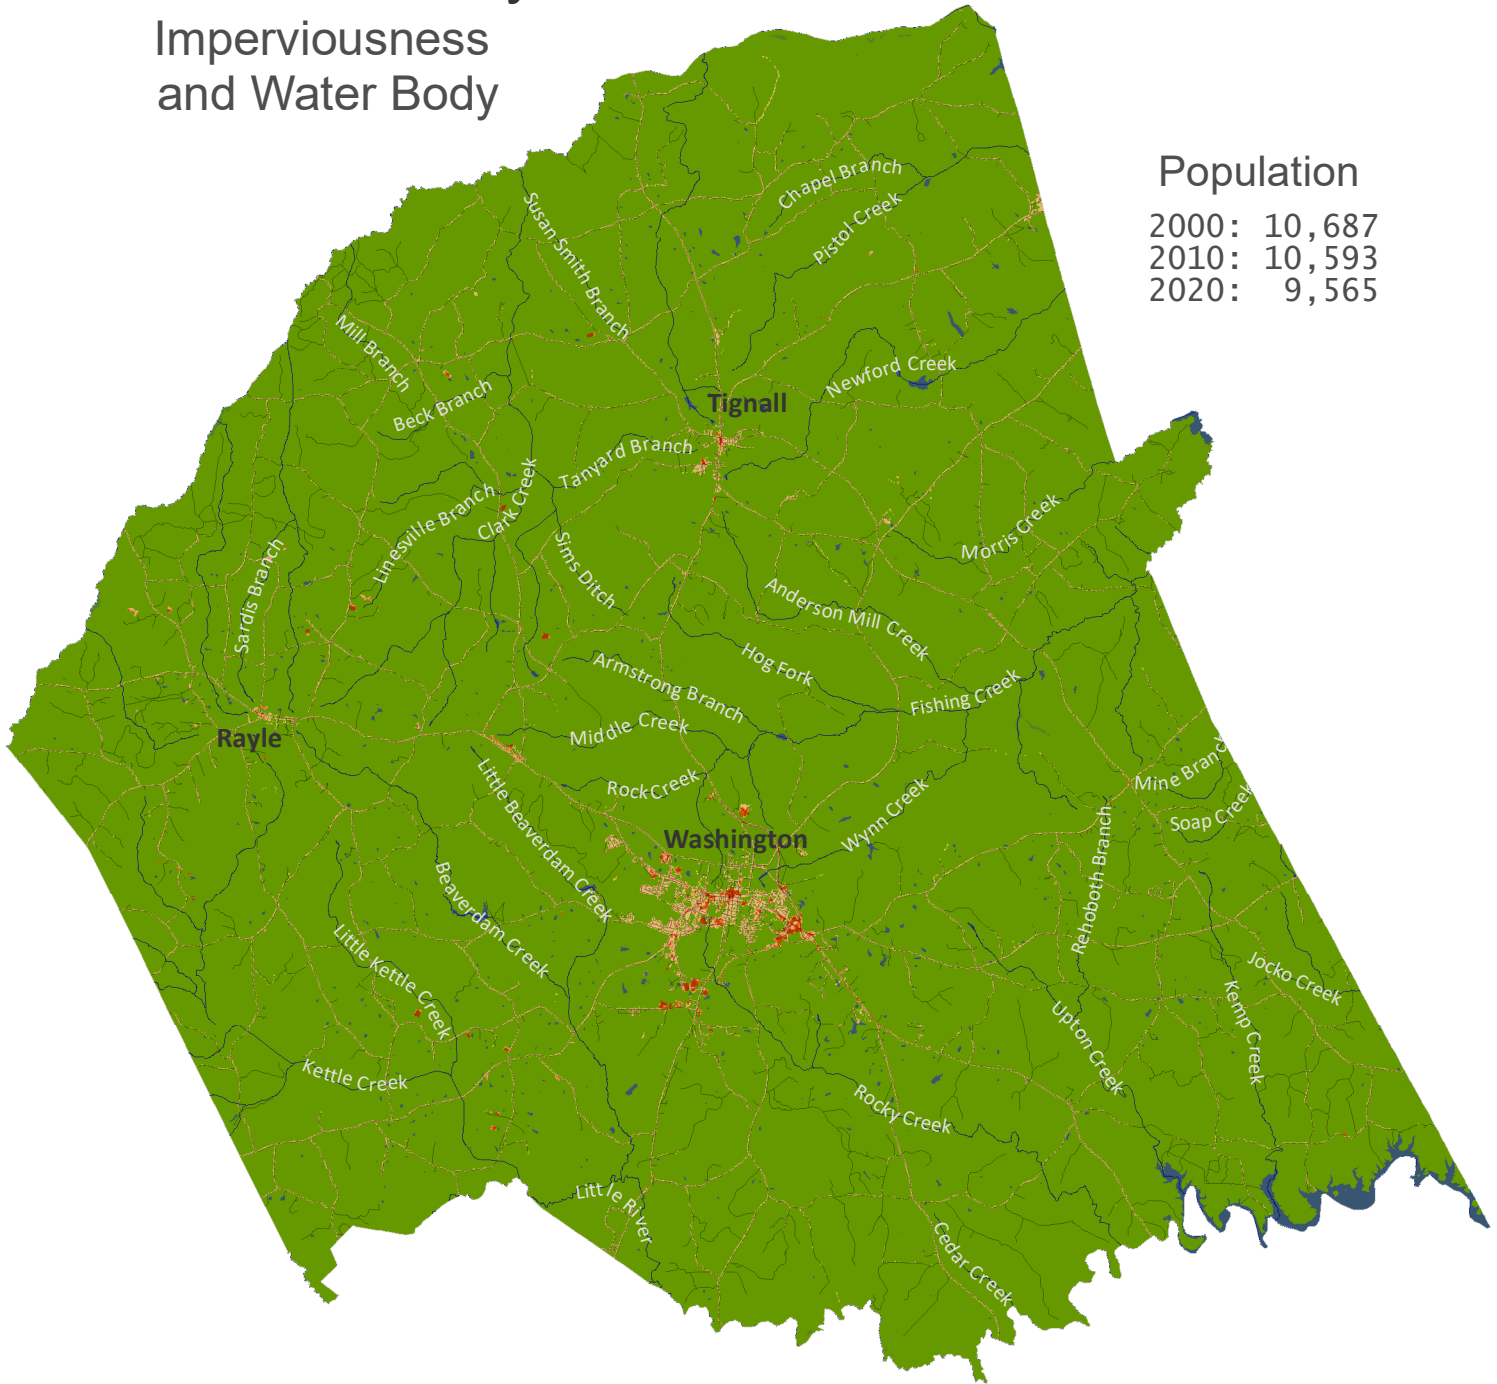 Imperviousness
and Water Body
Population
2000: 10,687
2010: 10,593
2020: 9,565
Chapel Branch
Pistol Creek
Susan Smith Branch
Mill Branch
Beck Branch
Newford Creek
Tignall
Tanyard Branch
Linesville Branch
Clark Creek
Morris Creek
Sardis Branch
Sims Ditch
Anderson Mill Creek
Hog Fork
Armstrong Branch
Fishing Creek
Middle Creek
Rayle
Rock Creek
Mine Branch
Soap Creek
Little Beaverdam Creek
Washington
Wynn Creek
Rehoboth Branch
Beaverdam Creek
Little Kettle Creek
Jocko Creek
Kemp Creek
Upton Creek
Kettle Creek
Rocky Creek
Little River
Cedar Creek